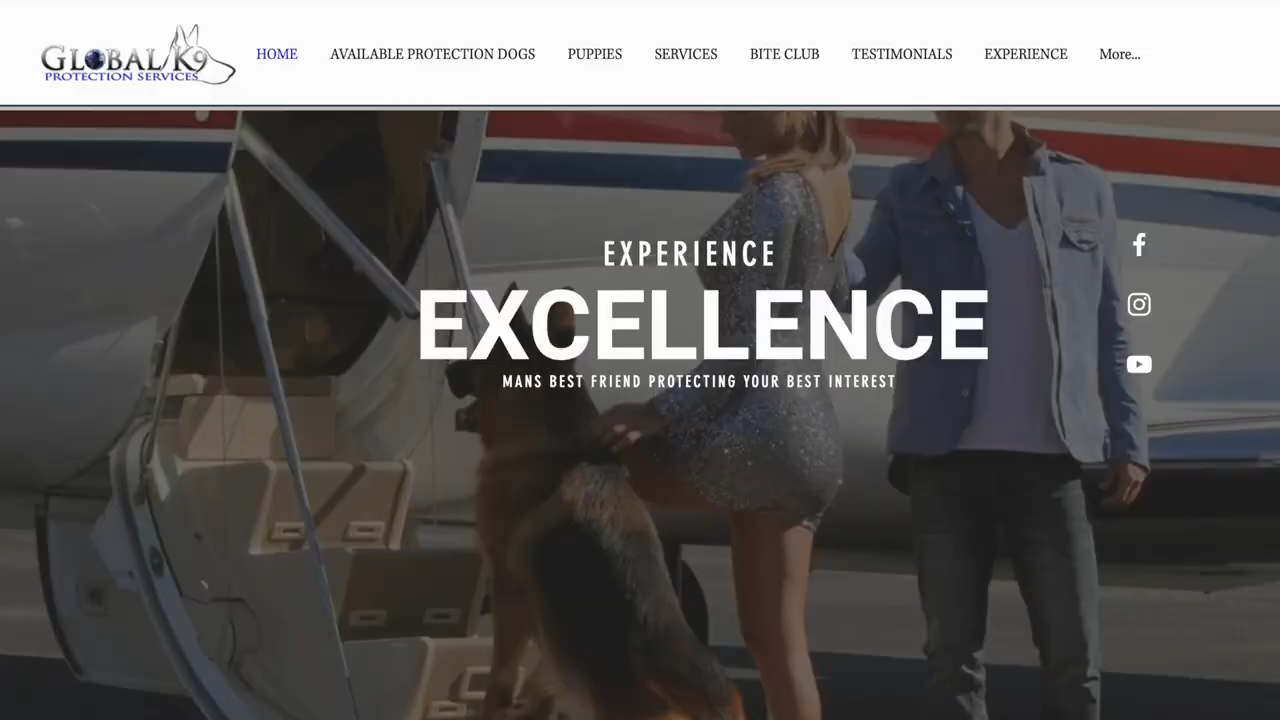 GLOBAL K9
PROTECTION SERVICES
HOME
AVAILABLE PROTECTION DOGS
PUPPIES
SERVICES
BITE CLUB
TESTIMONIALS
EXPERIENCE
More...
EXPERIENCE
EXCELLENCE
MANS BEST FRIEND PROTECTING YOUR BEST INTEREST